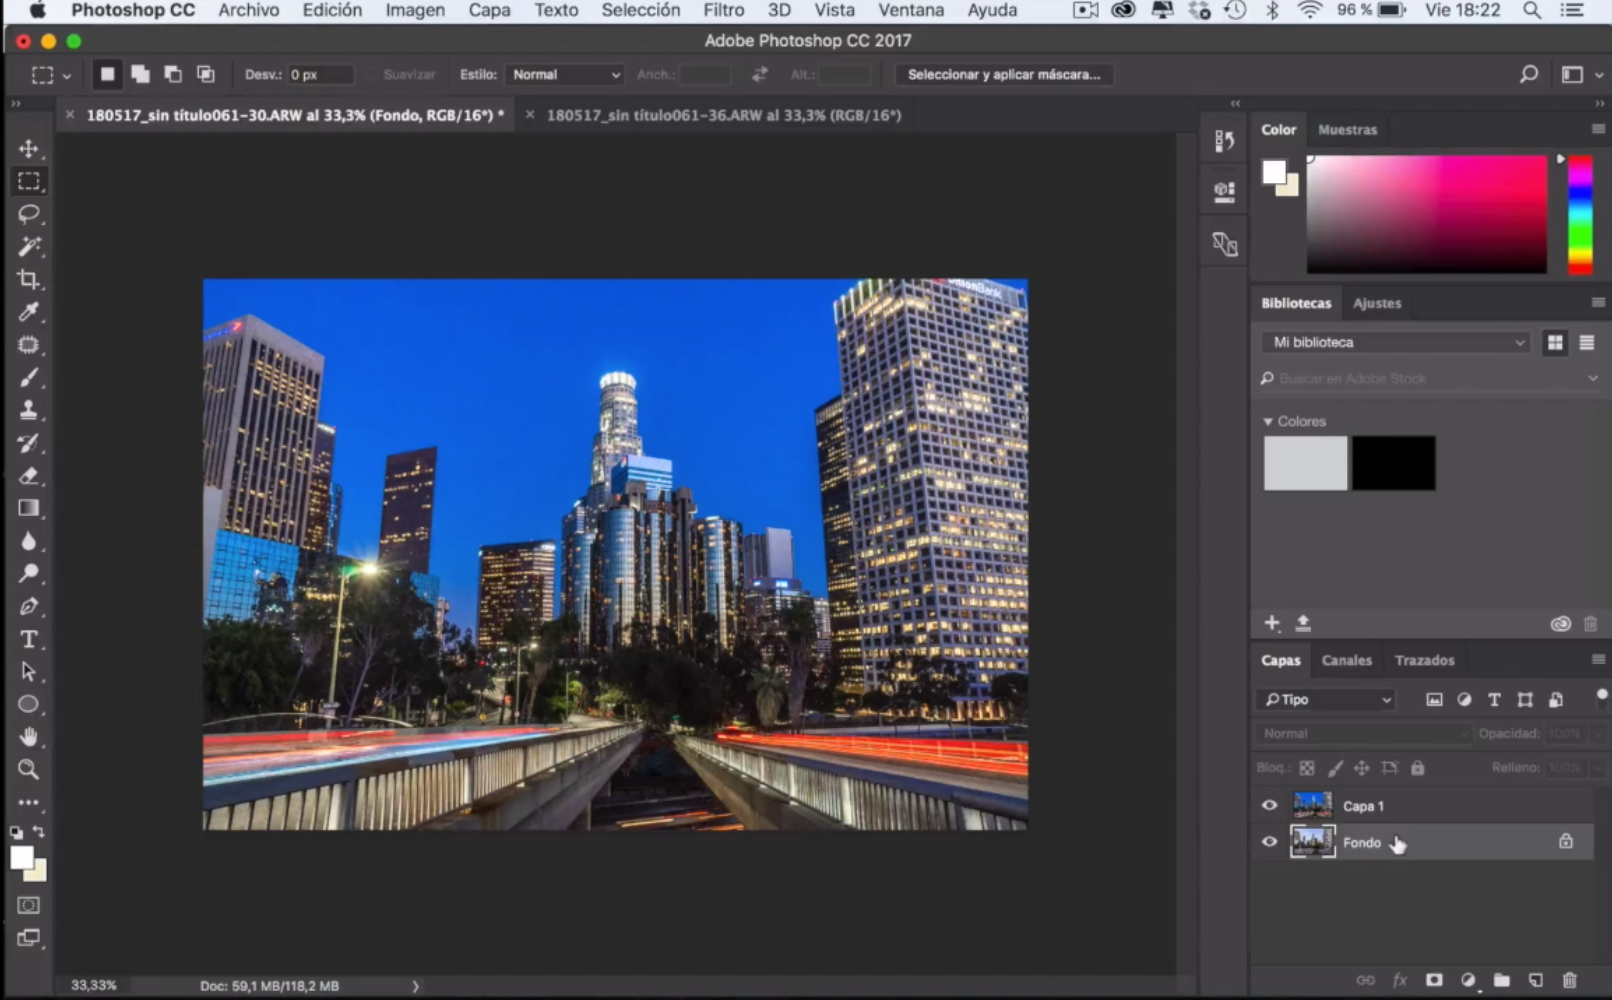 Photoshop CC Archivo Edición Imagen Capa Texto Selección Filtro 3D Vista Ventana Ayuda 96 % Vie 18:22
Adobe Photoshop CC 2017
Desv.: 0 px Suavizar Estilo: Normal Anch.: Alt.: Seleccionar y aplicar máscara...
180517_sin título061-30.ARW al 33,3% (Fondo, RGB/16*) * 180517_sin título061-36.ARW al 33,3% (RGB/16*)
Color Muestras
Bibliotecas Ajustes
Mi biblioteca
Buscar en Adobe Stock
Colores
Capas Canales Trazados
Tipo
Normal Opacidad: 100%
Bloq.: Relleno: 100%
Capa 1
Fondo
fx
33,33% Doc: 59,1 MB/118,2 MB